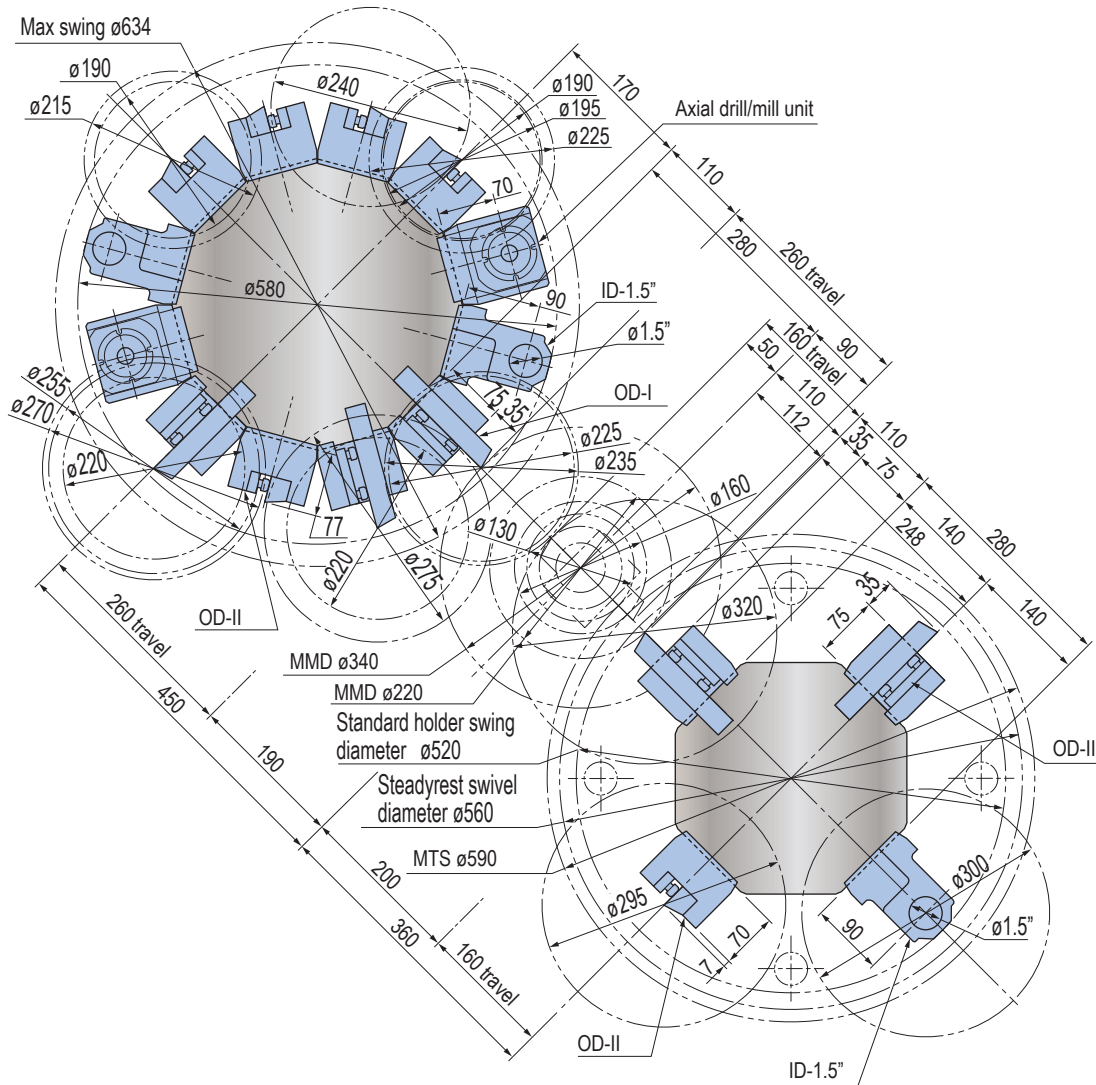 Max swing ø634
ø190
ø215
ø240
ø190
ø195
ø225
170
Axial drill/mill unit
110
70
280
260 travel
ø580
90
ID-1.5”
ø1.5”
160 travel
90
50
110
112
35
110
75
75
35
OD-I
ø255
ø270
ø220
ø225
ø235
140
248
280
ø160
ø130
77
ø220
ø275
OD-II
ø320
35
75
140
260 travel
450
MMD ø340
MMD ø220
Standard holder swing
diameter ø520
OD-II
190
Steadyrest swivel
diameter ø560
MTS ø590
200
360
ø295
ø300
ø1.5”
70
7
90
160 travel
OD-II
ID-1.5”